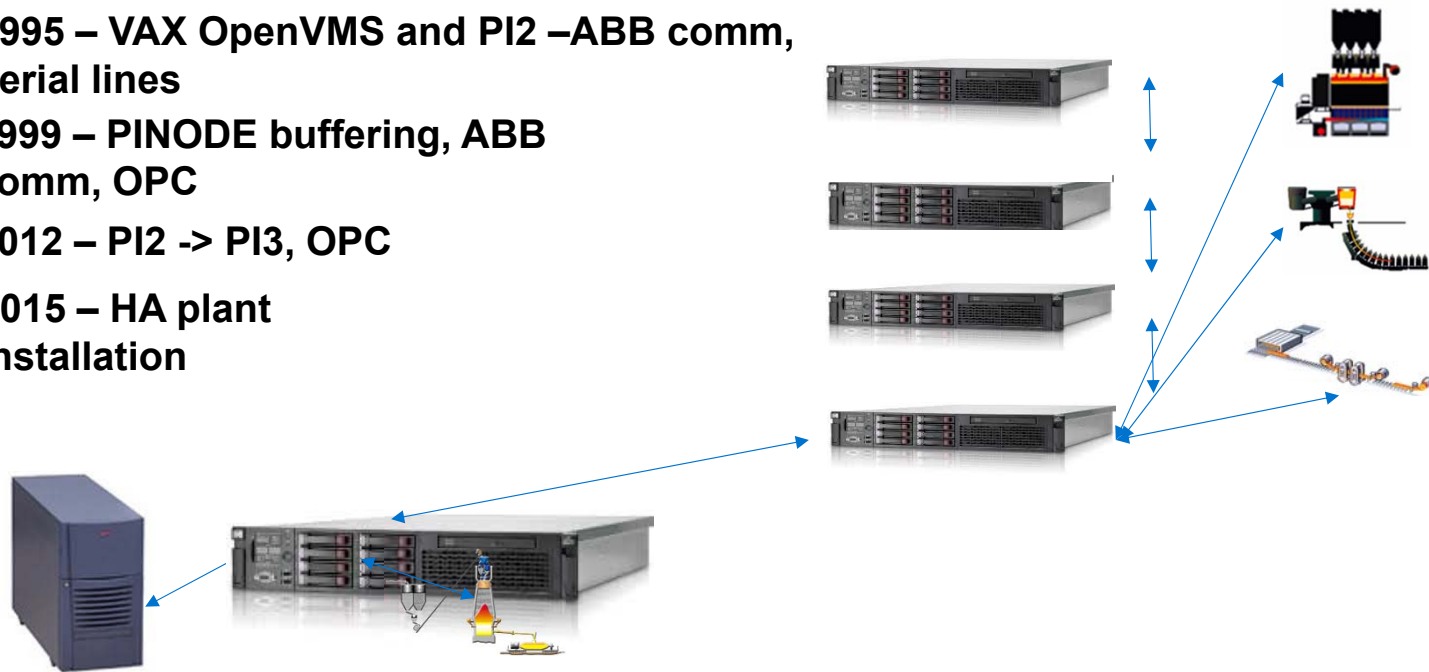 995 – VAX OpenVMS and PI2 –ABB comm,
erial lines
999 – PINODE buffering, ABB
omm, OPC
012 – PI2 -> PI3, OPC
015 – HA plant
nstallation